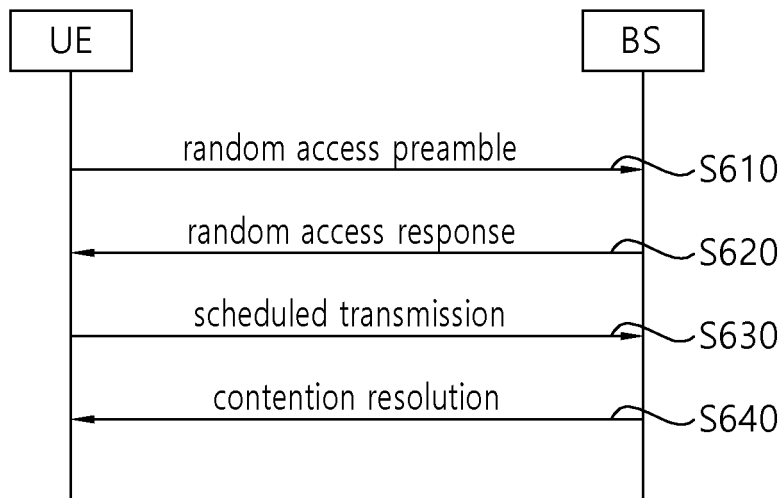 UE
BS
random access preamble
S610
random access response
S620
scheduled transmission
S630
contention resolution
S640